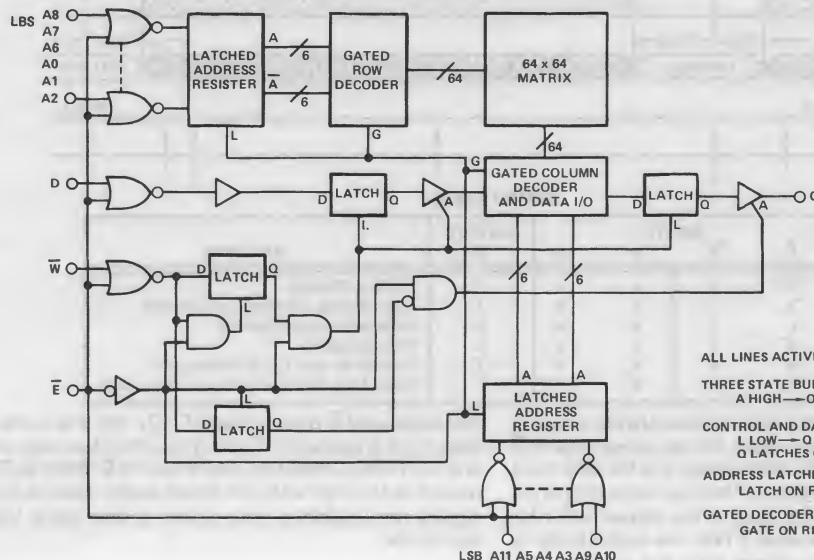 LBS A8
A7
A6
A0
A1
A2
LATCHED
ADDRESS
REGISTER
L
A
6
A̅
6
GATED
ROW
DECODER
G
64
64 x 64
MATRIX
64
D
D LATCH Q
L
A
G
GATED COLUMN
DECODER
AND DATA I/O
D LATCH Q
L
A
W̅
D LATCH Q
L
6
6
E̅
L
D LATCH Q
A
A
L
LATCHED
ADDRESS
REGISTER
LSB A11 A5 A4 A3 A9 A10
ALL LINES ACTIV
THREE STATE BU
A HIGH → O
CONTROL AND DA
L LOW → Q
Q LATCHES
ADDRESS LATCHE
LATCH ON
GATED DECODER
GATE ON RI